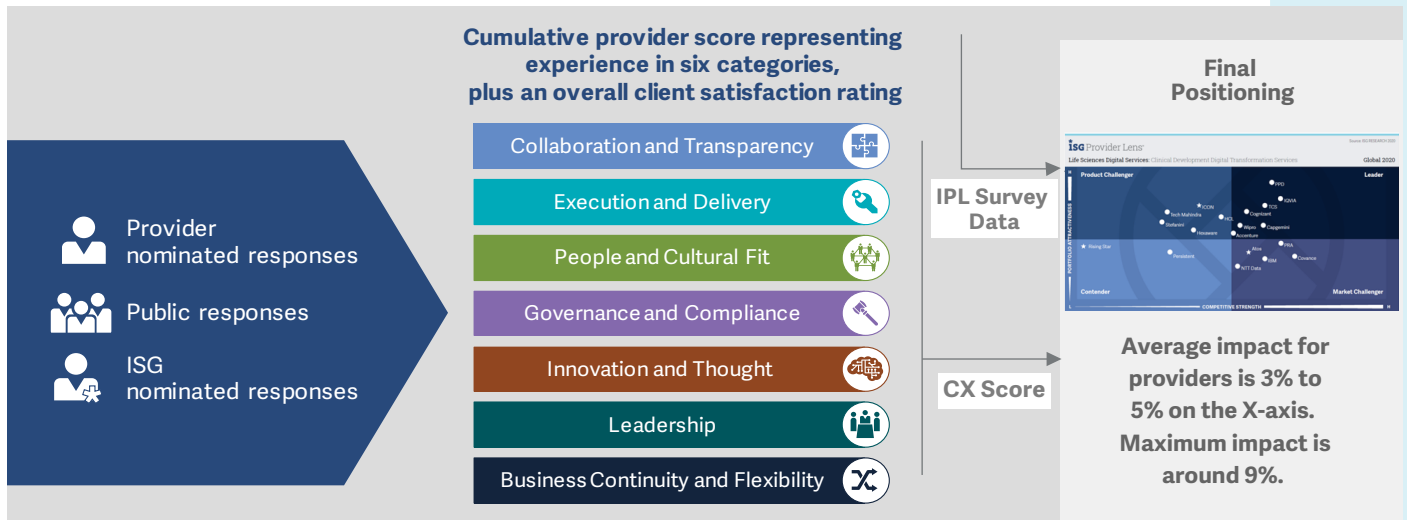 Cumulative provider score representing
experience in six categories,
plus an overall client satisfaction rating
Provider
nominated responses
Public responses
ISG
nominated responses
Collaboration and Transparency
Execution and Delivery
People and Cultural Fit
Governance and Compliance
Innovation and Thought
Leadership
Business Continuity and Flexibility
IPL Survey
Data
CX Score
Final
Positioning
ISG Provider Lens
Source: ISG RESEARCH 2020
Life Sciences Digital Services: Clinical Development Digital Transformation Services
Global 2020
Product Challenger
Leader
PPD
IQVIA
ICON
TCS
Tech Mahindra
Cognizant
HCL
Stefanini
Wipro
Capgemini
Hexaware
Accenture
Rising Star
PRA
Atos
Persistent
IBM
Covance
NTT Data
Contender
Market Challenger
PORTFOLIO ATTRACTIVENESS
L
COMPETITIVE STRENGTH
H
Average impact for
providers is 3% to
5% on the X-axis.
Maximum impact is
around 9%.